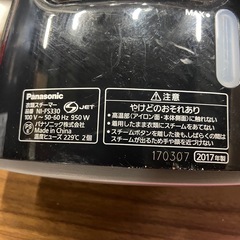 MAX
Panasonic
衣類スチーマー
品番 NI-FS330
100 V ~ 50-60 Hz 950 W
パナソニック株式会社
Made in China
温度ヒューズ 229℃ 2個
JET
注意
やけどのおそれあり
・高温部(アイロン面・本体側面)に触れない
・着用したまま衣類にスチームをあてない
・スチームボタンを離した後も、しばらくは
スチームが出るため手や顔を近づけない
170307
2017年製